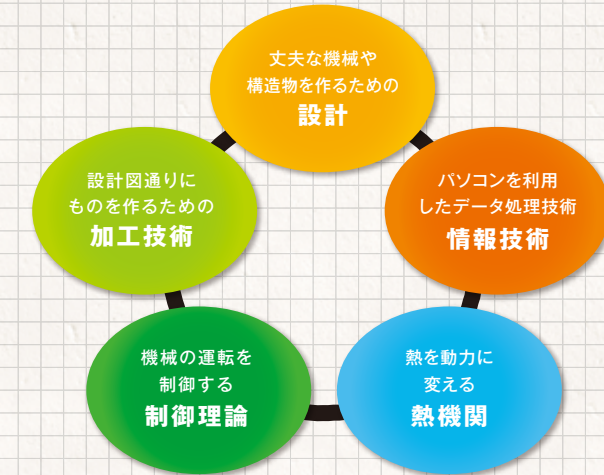 丈夫な機械や
構造物を作るための
設計
パソコンを利用
したデータ処理技術
情報技術
熱を動力に
変える
熱機関
機械の運転を
制御する
制御理論
設計図通りに
ものを作るための
加工技術